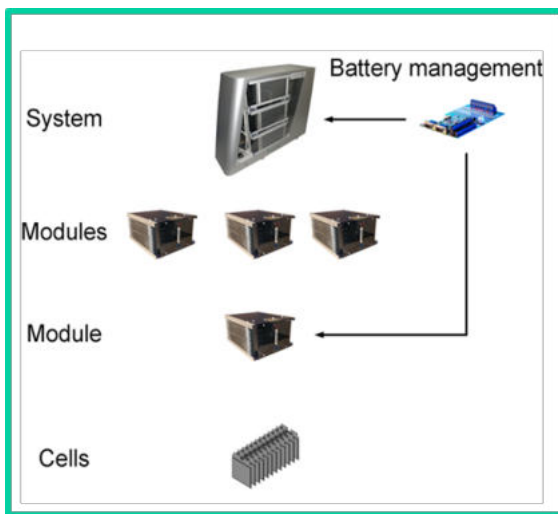 Battery management
System
Modules
Module
Cells